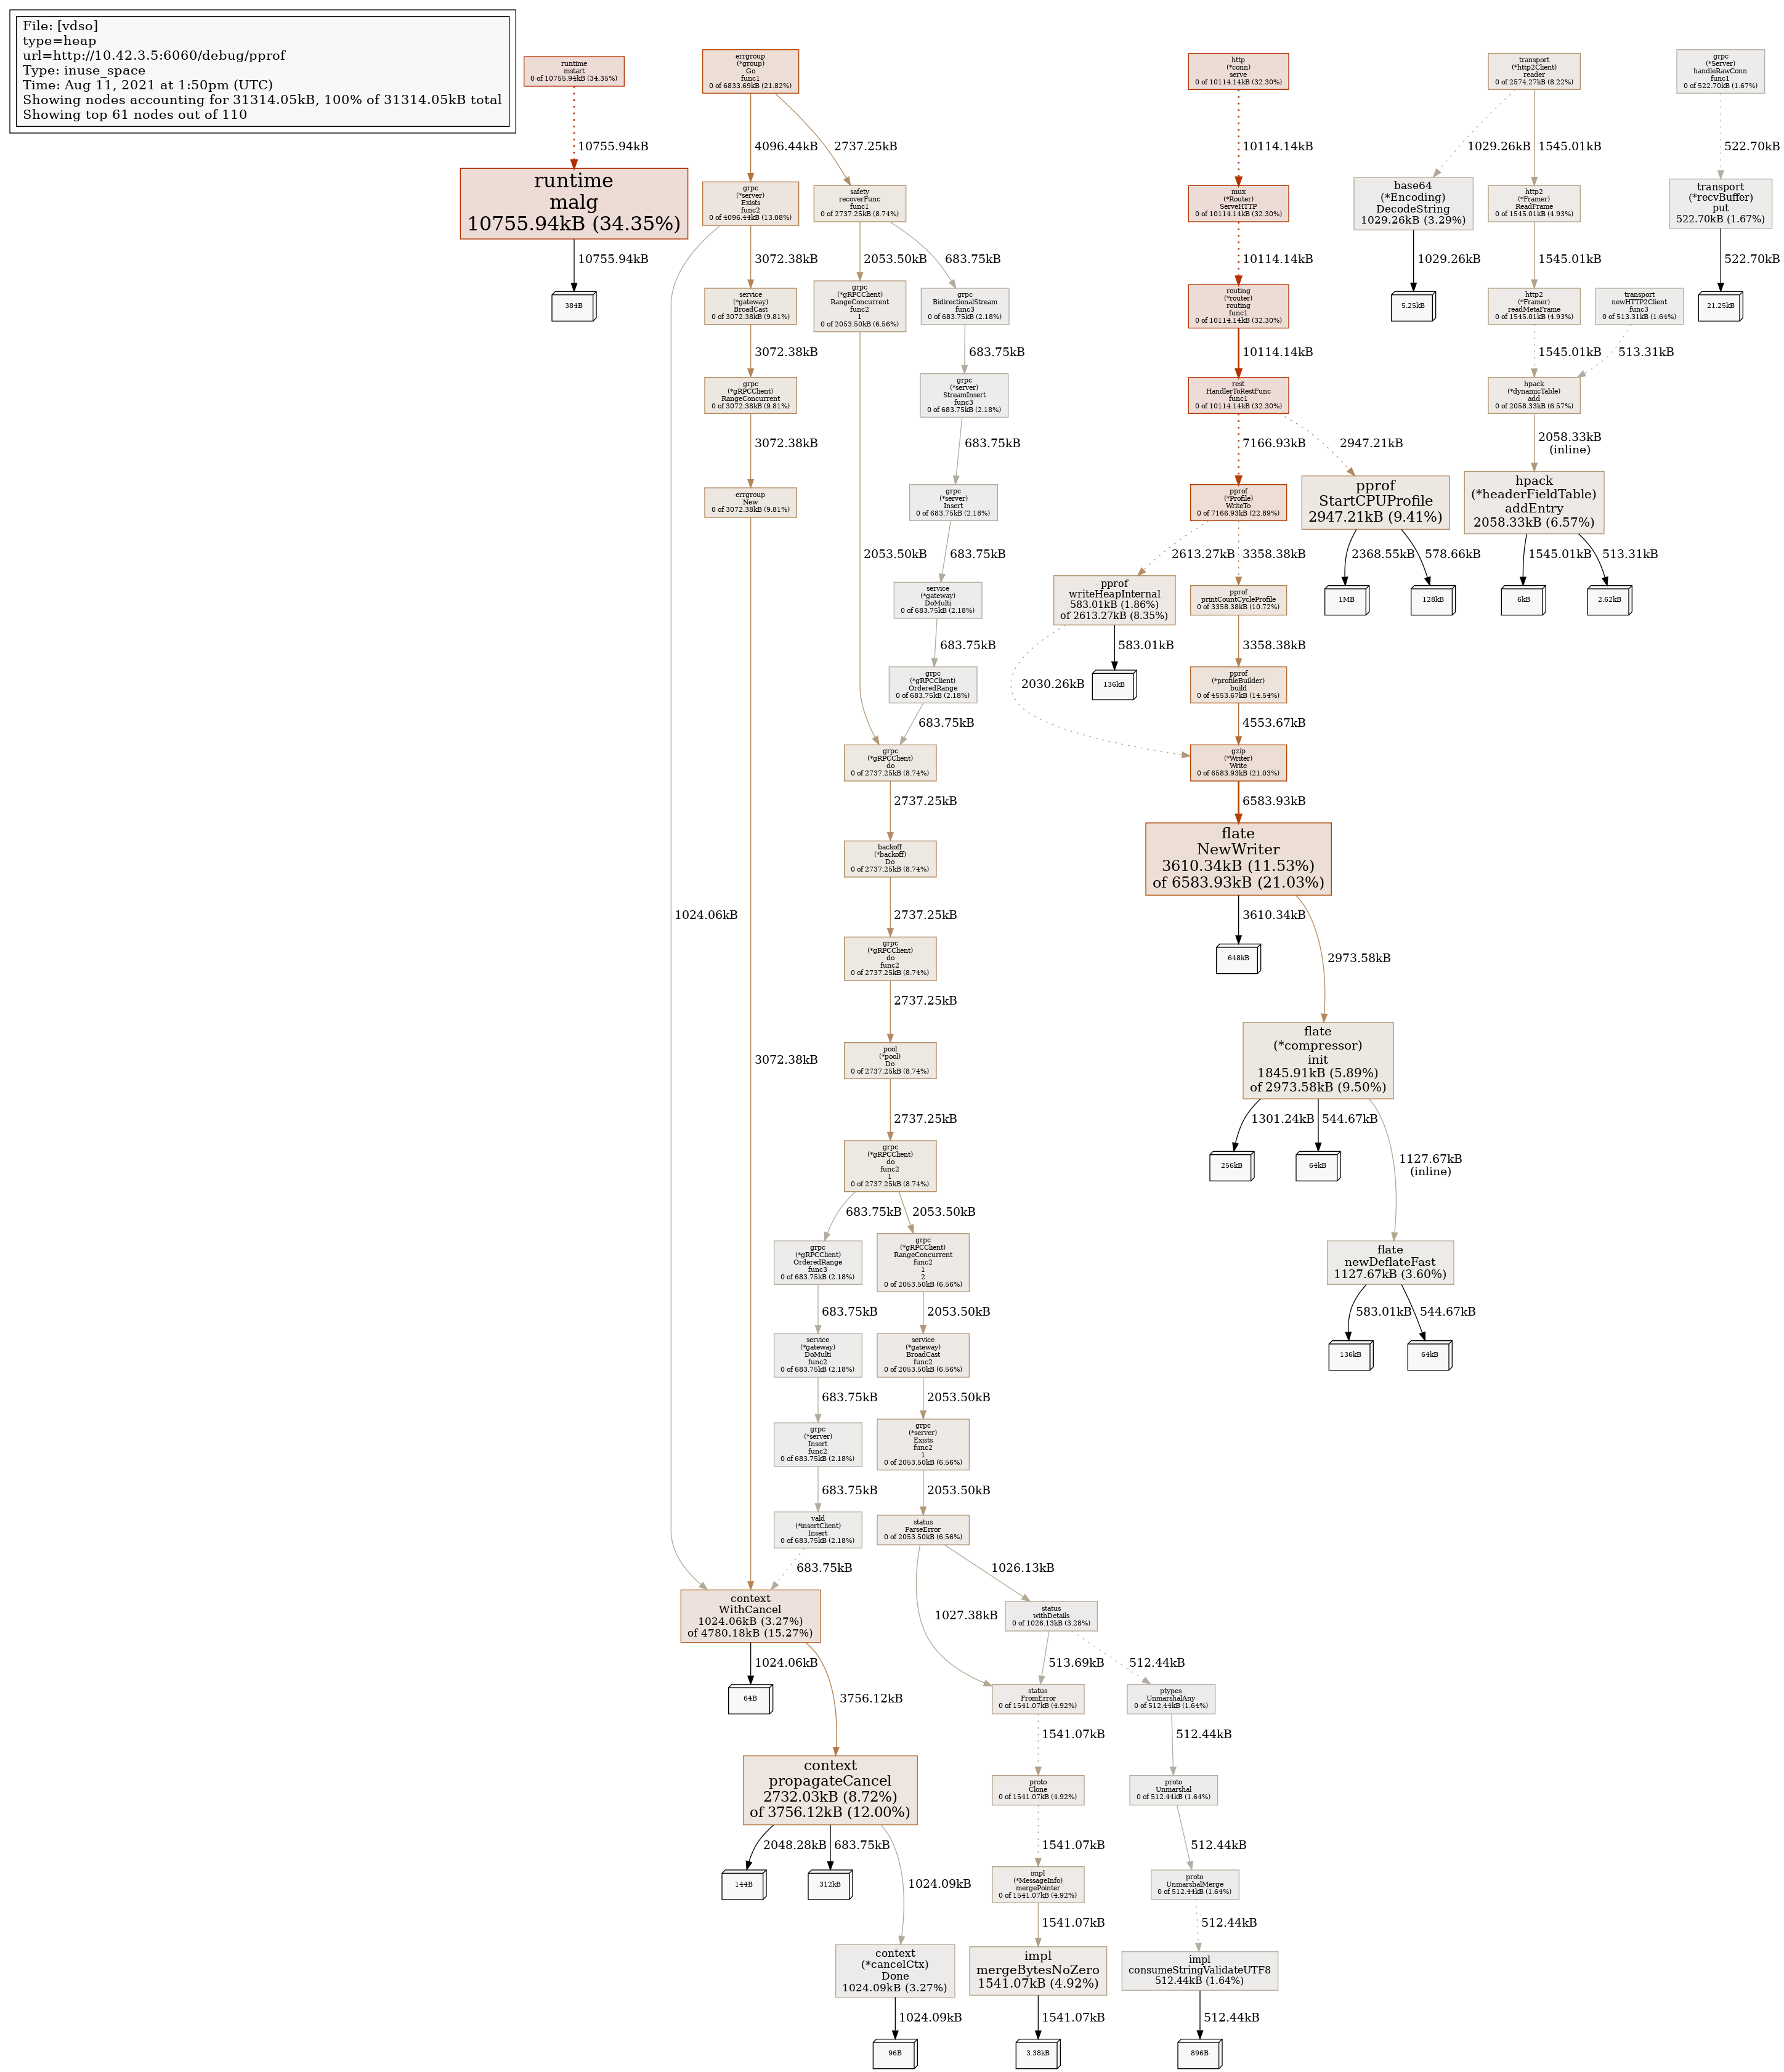 File: [vdso]
type=heap
url=http://10.42.3.5:6060/debug/pprof
Type: inuse_space
Time: Aug 11, 2021 at 1:50pm (UTC)
Showing nodes accounting for 31314.05kB, 100% of 31314.05kB total
Showing top 61 nodes out of 110
runtime
mstart
0 of 10755.94kB (34.35%)
10755.94kB
runtime
malg
10755.94kB (34.35%)
10755.94kB
384B
errgroup
(*group)
Go
func1
0 of 6833.69kB (21.82%)
4096.44kB
2737.25kB
grpc
(*server)
Exists
func2
0 of 4096.44kB (13.08%)
safety
recoverFunc
func1
0 of 2737.25kB (8.74%)
3072.38kB
2053.50kB
683.75kB
service
(*gateway)
BroadCast
0 of 3072.38kB (9.81%)
grpc
(*gRPCClient)
RangeConcurrent
func2
1
0 of 2053.50kB (6.56%)
grpc
BidirectionalStream
func3
0 of 683.75kB (2.18%)
3072.38kB
683.75kB
grpc
(*gRPCClient)
RangeConcurrent
0 of 3072.38kB (9.81%)
grpc
(*server)
StreamInsert
func3
0 of 683.75kB (2.18%)
3072.38kB
683.75kB
errgroup
New
0 of 3072.38kB (9.81%)
grpc
(*server)
Insert
0 of 683.75kB (2.18%)
2053.50kB
683.75kB
service
(*gateway)
DoMulti
0 of 683.75kB (2.18%)
683.75kB
grpc
(*gRPCClient)
OrderedRange
0 of 683.75kB (2.18%)
683.75kB
grpc
(*gRPCClient)
do
0 of 2737.25kB (8.74%)
2737.25kB
backoff
(*backoff)
Do
0 of 2737.25kB (8.74%)
1024.06kB
2737.25kB
grpc
(*gRPCClient)
do
func2
0 of 2737.25kB (8.74%)
2737.25kB
3072.38kB
pool
(*pool)
Do
0 of 2737.25kB (8.74%)
2737.25kB
grpc
(*gRPCClient)
do
func2
1
0 of 2737.25kB (8.74%)
683.75kB
2053.50kB
grpc
(*gRPCClient)
OrderedRange
func3
0 of 683.75kB (2.18%)
grpc
(*gRPCClient)
RangeConcurrent
func2
1
2
0 of 2053.50kB (6.56%)
683.75kB
2053.50kB
service
(*gateway)
DoMulti
func2
0 of 683.75kB (2.18%)
service
(*gateway)
BroadCast
func2
0 of 2053.50kB (6.56%)
683.75kB
2053.50kB
grpc
(*server)
Insert
func2
0 of 683.75kB (2.18%)
grpc
(*server)
Exists
func2
1
0 of 2053.50kB (6.56%)
683.75kB
2053.50kB
vald
(*insertClient)
Insert
0 of 683.75kB (2.18%)
status
ParseError
0 of 2053.50kB (6.56%)
683.75kB
1026.13kB
1027.38kB
context
WithCancel
1024.06kB (3.27%)
of 4780.18kB (15.27%)
status
withDetails
0 of 1026.13kB (3.28%)
1024.06kB
3756.12kB
513.69kB
512.44kB
64B
status
FromError
0 of 1541.07kB (4.92%)
ptypes
UnmarshalAny
0 of 512.44kB (1.64%)
1541.07kB
512.44kB
context
propagateCancel
2732.03kB (8.72%)
of 3756.12kB (12.00%)
proto
Clone
0 of 1541.07kB (4.92%)
proto
Unmarshal
0 of 512.44kB (1.64%)
2048.28kB
683.75kB
1024.09kB
1541.07kB
512.44kB
144B
312kB
impl
(*MessageInfo)
mergePointer
0 of 1541.07kB (4.92%)
proto
UnmarshalMerge
0 of 512.44kB (1.64%)
1541.07kB
512.44kB
context
(*cancelCtx)
Done
1024.09kB (3.27%)
impl
mergeBytesNoZero
1541.07kB (4.92%)
impl
consumeStringValidateUTF8
512.44kB (1.64%)
1024.09kB
1541.07kB
512.44kB
96B
3.38kB
896B
http
(*conn)
serve
0 of 10114.14kB (32.30%)
10114.14kB
mux
(*Router)
ServeHTTP
0 of 10114.14kB (32.30%)
10114.14kB
routing
(*router)
routing
func1
0 of 10114.14kB (32.30%)
10114.14kB
rest
HandlerToRestFunc
func1
0 of 10114.14kB (32.30%)
7166.93kB
2947.21kB
pprof
(*Profile)
WriteTo
0 of 7166.93kB (22.89%)
pprof
StartCPUProfile
2947.21kB (9.41%)
2613.27kB
3358.38kB
2368.55kB
578.66kB
1MB
128kB
pprof
writeHeapInternal
583.01kB (1.86%)
of 2613.27kB (8.35%)
pprof
printCountCycleProfile
0 of 3358.38kB (10.72%)
2030.26kB
583.01kB
3358.38kB
136kB
pprof
(*profileBuilder)
build
0 of 4553.67kB (14.54%)
4553.67kB
gzip
(*Writer)
Write
0 of 6583.93kB (21.03%)
6583.93kB
flate
NewWriter
3610.34kB (11.53%)
of 6583.93kB (21.03%)
3610.34kB
2973.58kB
648kB
flate
(*compressor)
init
1845.91kB (5.89%)
of 2973.58kB (9.50%)
1301.24kB
544.67kB
1127.67kB
(inline)
256kB
64kB
flate
newDeflateFast
1127.67kB (3.60%)
583.01kB
544.67kB
136kB
64kB
transport
(*http2Client)
reader
0 of 2574.27kB (8.22%)
1029.26kB
1545.01kB
base64
(*Encoding)
DecodeString
1029.26kB (3.29%)
http2
(*Framer)
ReadFrame
0 of 1545.01kB (4.93%)
1029.26kB
1545.01kB
5.25kB
http2
(*Framer)
readMetaFrame
0 of 1545.01kB (4.93%)
transport
newHTTP2Client
func3
0 of 513.31kB (1.64%)
1545.01kB
513.31kB
hpack
(*dynamicTable)
add
0 of 2058.33kB (6.57%)
2058.33kB
(inline)
hpack
(*headerFieldTable)
addEntry
2058.33kB (6.57%)
1545.01kB
513.31kB
6kB
2.62kB
grpc
(*Server)
handleRawConn
func1
0 of 522.70kB (1.67%)
522.70kB
transport
(*recvBuffer)
put
522.70kB (1.67%)
522.70kB
21.25kB